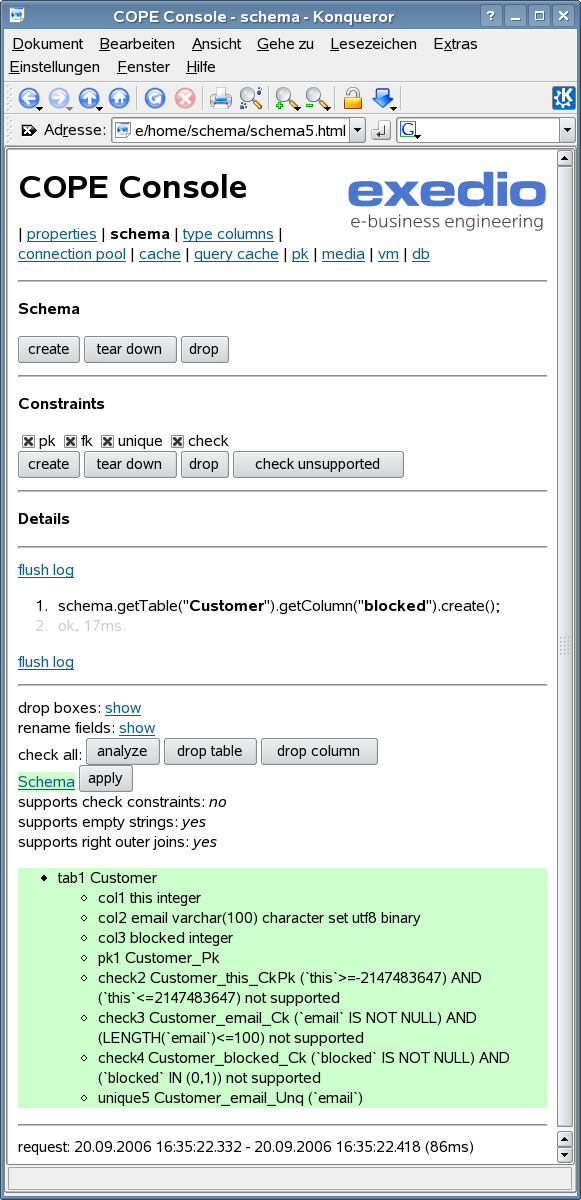 COPE Console - schema - Konqueror
Dokument Bearbeiten Ansicht Gehe zu Lesezeichen Extras
Einstellungen Fenster Hilfe
Adresse: e/home/schema/schema5.html
COPE Console
exedio
e-business engineering
| properties | schema | type columns |
connection pool | cache | query cache | pk | media | vm | db
Schema
create tear down drop
Constraints
pk fk unique check
create tear down drop check unsupported
Details
flush log
1. schema.getTable("Customer").getColumn("blocked").create();
2. ok, 17ms.
flush log
drop boxes: show
rename fields: show
check all: analyze drop table drop column
Schema apply
supports check constraints: no
supports empty strings: yes
supports right outer joins: yes
tab1 Customer
col1 this integer
col2 email varchar(100) character set utf8 binary
col3 blocked integer
pk1 Customer_Pk
check2 Customer_this_CkPk (`this`>=-2147483647) AND
(`this`<=2147483647) not supported
check3 Customer_email_Ck (`email` IS NOT NULL) AND
(LENGTH(`email`)<=100) not supported
check4 Customer_blocked_Ck (`blocked` IS NOT NULL) AND
(`blocked` IN (0,1)) not supported
unique5 Customer_email_Unq (`email`)
request: 20.09.2006 16:35:22.332 - 20.09.2006 16:35:22.418 (86ms)